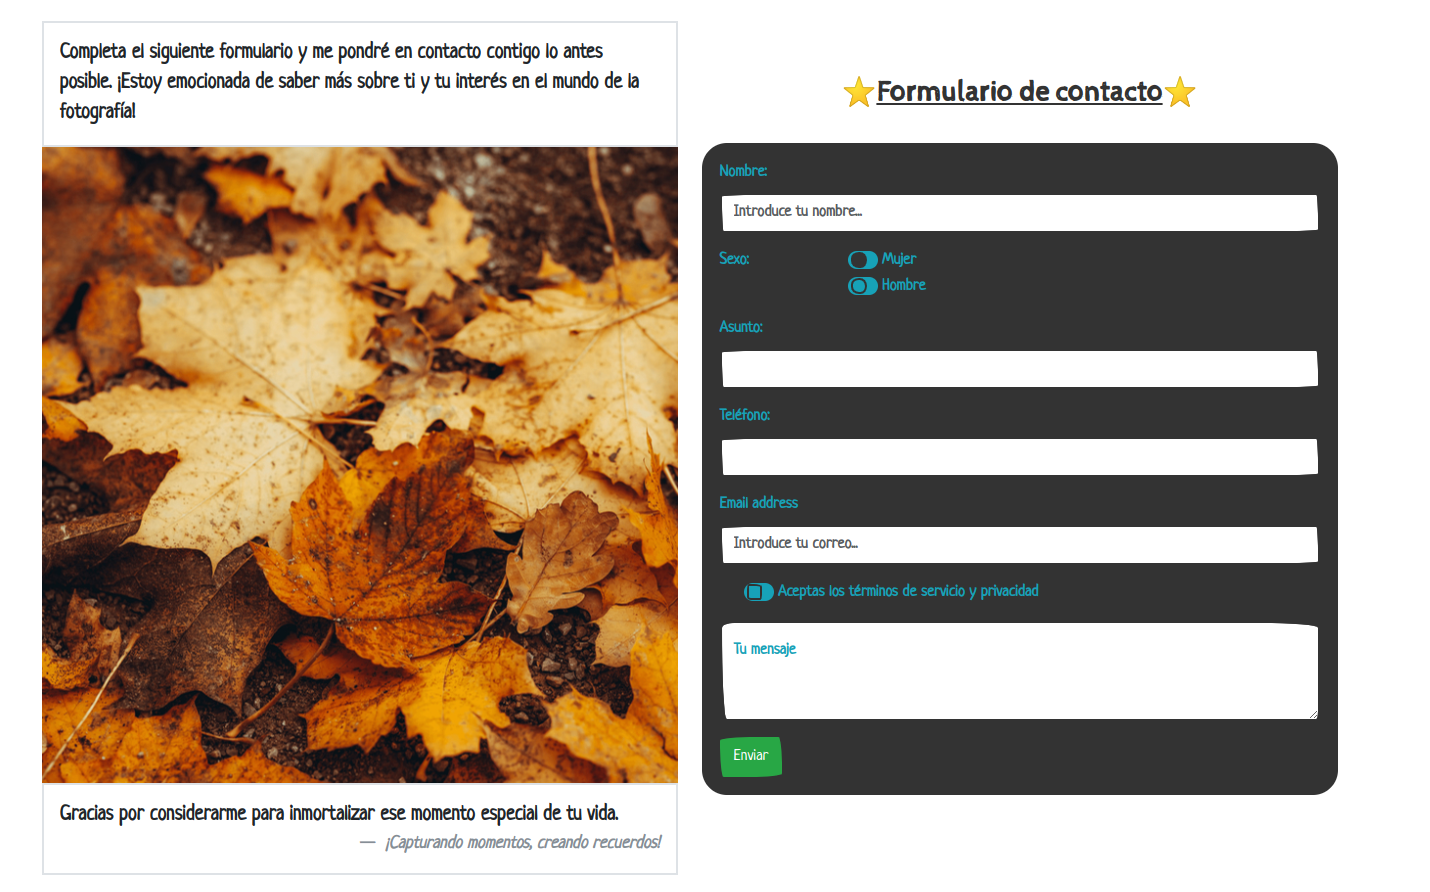 Completa el siguiente formulario y me pondré en contacto contigo lo antes
posible. ¡Estoy emocionada de saber más sobre ti y tu interés en el mundo de la
fotografía!
Gracias por considerarme para inmortalizar ese momento especial de tu vida.
— ¡Capturando momentos, creando recuerdos!
⭐Formulario de contacto⭐
Nombre:
Introduce tu nombre...
Sexo:
Mujer
Hombre
Asunto:
Teléfono:
Email address
Introduce tu correo...
Aceptas los términos de servicio y privacidad
Tu mensaje
Enviar